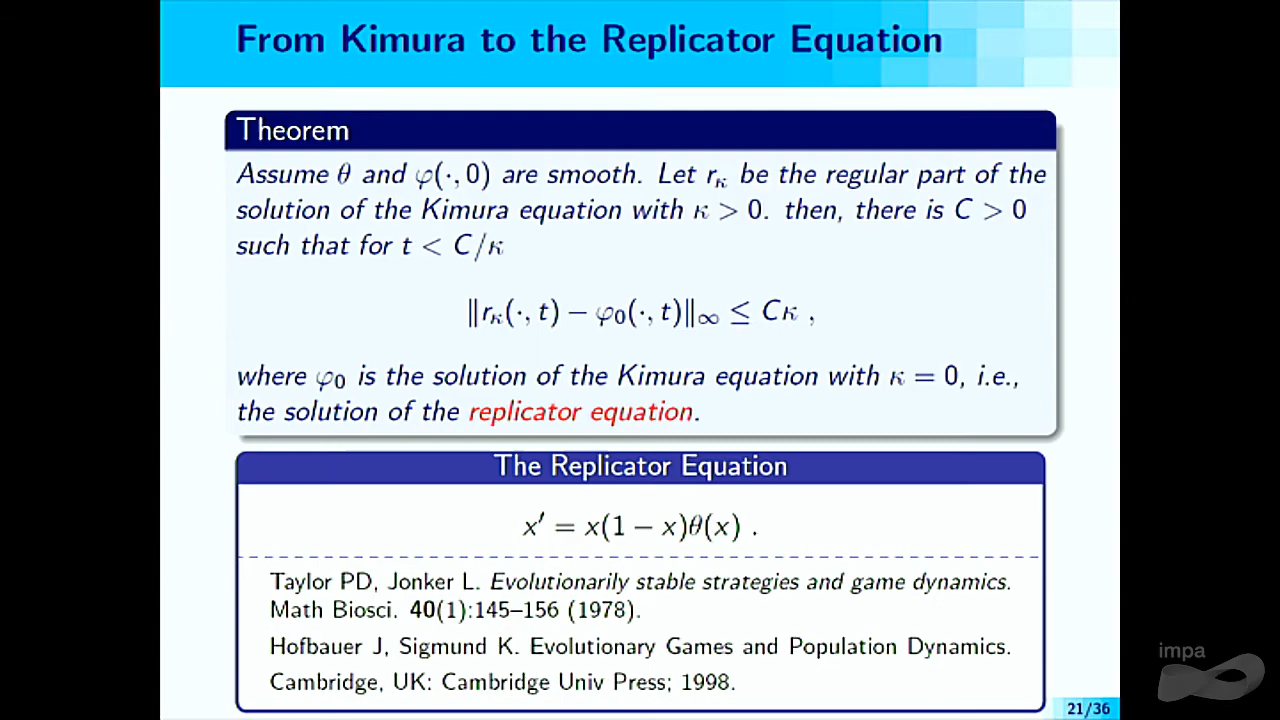 From Kimura to the Replicator Equation
Theorem
Assume θ and φ(·, 0) are smooth. Let rκ be the regular part of the
solution of the Kimura equation with κ > 0. then, there is C > 0
such that for t < C/κ
‖rκ(·, t) − φ₀(·, t)‖∞ ≤ Cκ ,
where φ₀ is the solution of the Kimura equation with κ = 0, i.e.,
the solution of the replicator equation.
The Replicator Equation
x′ = x(1 − x)θ(x) .
Taylor PD, Jonker L. Evolutionarily stable strategies and game dynamics.
Math Biosci. 40(1):145–156 (1978).
Hofbauer J, Sigmund K. Evolutionary Games and Population Dynamics.
Cambridge, UK: Cambridge Univ Press; 1998.
impa
21/36